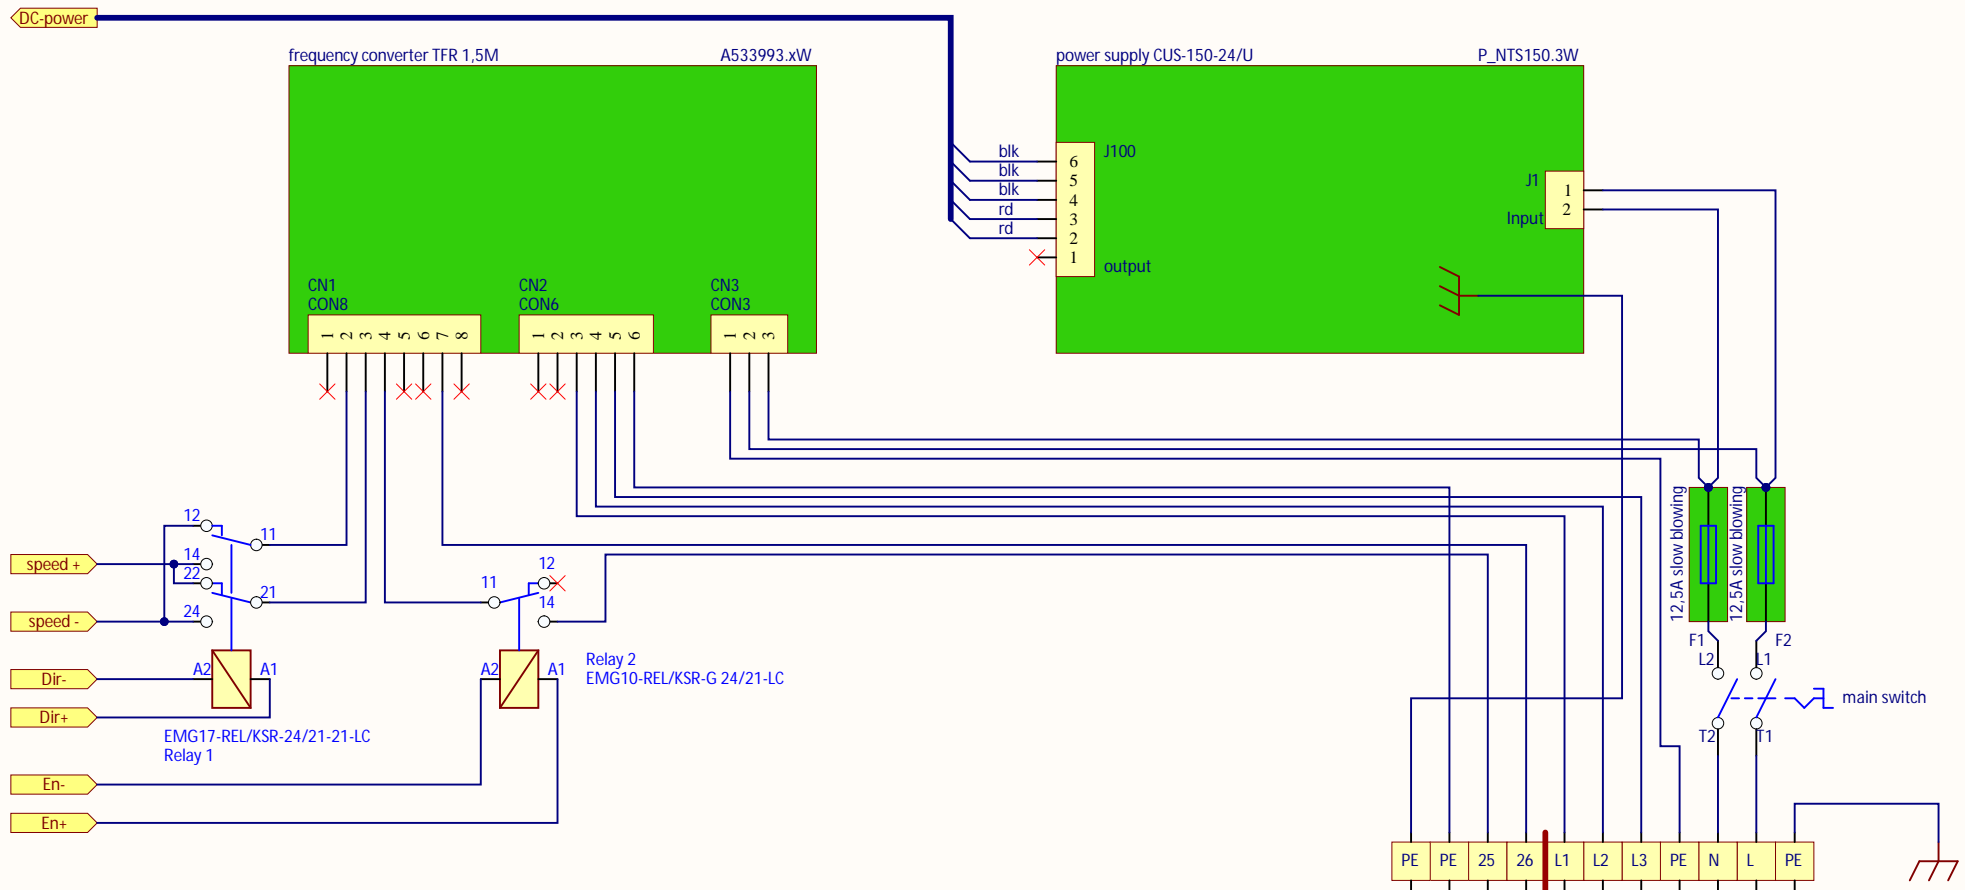 DC-power
frequency converter TFR 1,5M A533993.xW
power supply CUS-150-24/U P_NTS150.3W
blk 6 J100
blk 5
blk 4
rd 3
rd 2
1
output
J1 1
Input 2
CN1
CON8
1 2 3 4 5 6 7 8
CN2
CON6
1 2 3 4 5 6
CN3
CON3
1 2 3
12
11
speed +
14
22
21
speed -
24
11
12
14
Dir-
A2 A1
Dir+
EMG17-REL/KSR-24/21-21-LC
Relay 1
A2 A1
Relay 2
EMG10-REL/KSR-G 24/21-LC
En-
En+
12,5A slow blowing
12,5A slow blowing
F1 F2
L2 L1
main switch
T2 T1
PE PE 25 26 L1 L2 L3 PE N L PE